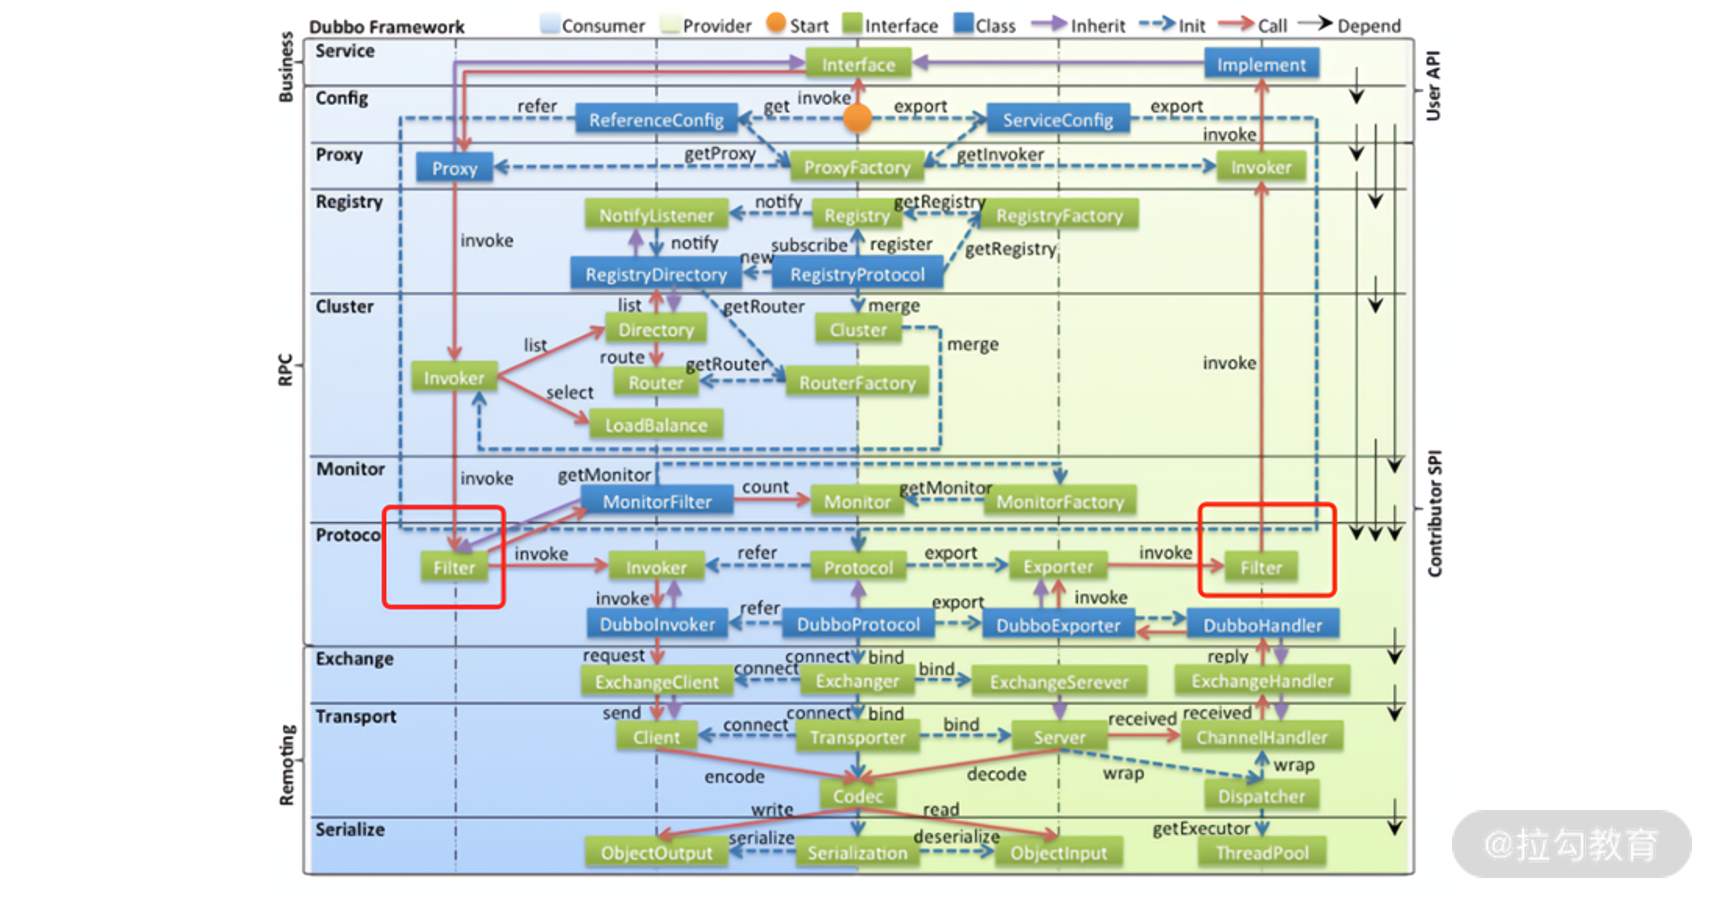 Dubbo Framework
Consumer
Provider
Start
Interface
Class
Inherit
Init
Call
Depend
Business
RPC
Remoting
User API
Contributor SPI
Service
Interface
Implement
Config
refer
ReferenceConfig
get
invoke
export
ServiceConfig
export
invoke
Proxy
Proxy
getProxy
ProxyFactory
getInvoker
Invoker
Registry
NotifyListener
notify
Registry
getRegistry
RegistryFactory
invoke
notify
subscribe
register
getRegistry
RegistryDirectory
new
RegistryProtocol
Cluster
list
getRouter
merge
Directory
Cluster
list
route
getRouter
merge
invoke
Invoker
Router
RouterFactory
select
LoadBalance
Monitor
invoke
getMonitor
MonitorFilter
count
Monitor
getMonitor
MonitorFactory
Protoco
Filter
invoke
Invoker
refer
Protocol
export
Exporter
invoke
Filter
invoke
refer
export
invoke
DubboInvoker
DubboProtocol
DubboExporter
DubboHandler
Exchange
request
connect
bind
reply
ExchangeClient
connect
Exchanger
bind
ExchangeSerever
ExchangeHandler
Transport
send
connect
bind
received
received
Client
connect
Transporter
bind
Server
ChannelHandler
encode
decode
wrap
wrap
Codec
Dispatcher
write
read
Serialize
serialize
deserialize
getExecutor
ObjectOutput
Serialization
ObjectInput
ThreadPool
@拉勾教育